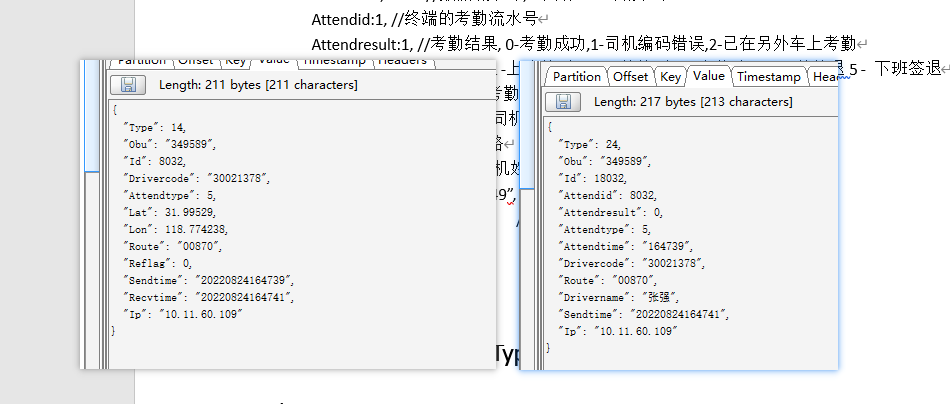 Attendid:1, //终端的考勤流水号
Attendresult:1, //考勤结果, 0-考勤成功,1-司机编码错误,2-已在另外车上考勤
退 5 - 下班签退
Partition Offset Key Value Timestamp Headers
Length: 211 bytes [211 characters]
{
"Type": 14,
"Obu": "349589",
"Id": 8032,
"Drivercode": "30021378",
"Attendtype": 5,
"Lat": 31.99529,
"Lon": 118.774238,
"Route": "00870",
"Reflag": 0,
"Sendtime": "20220824164739",
"Recvtime": "20220824164741",
"Ip": "10.11.60.109"
}
Partition Offset Key Value Timestamp
Length: 217 bytes [213 characters]
{
"Type": 24,
"Obu": "349589",
"Id": 18032,
"Attendid": 8032,
"Attendresult": 0,
"Attendtype": 5,
"Attendtime": "164739",
"Drivercode": "30021378",
"Route": "00870",
"Drivername": "张强",
"Sendtime": "20220824164741",
"Ip": "10.11.60.109"
}